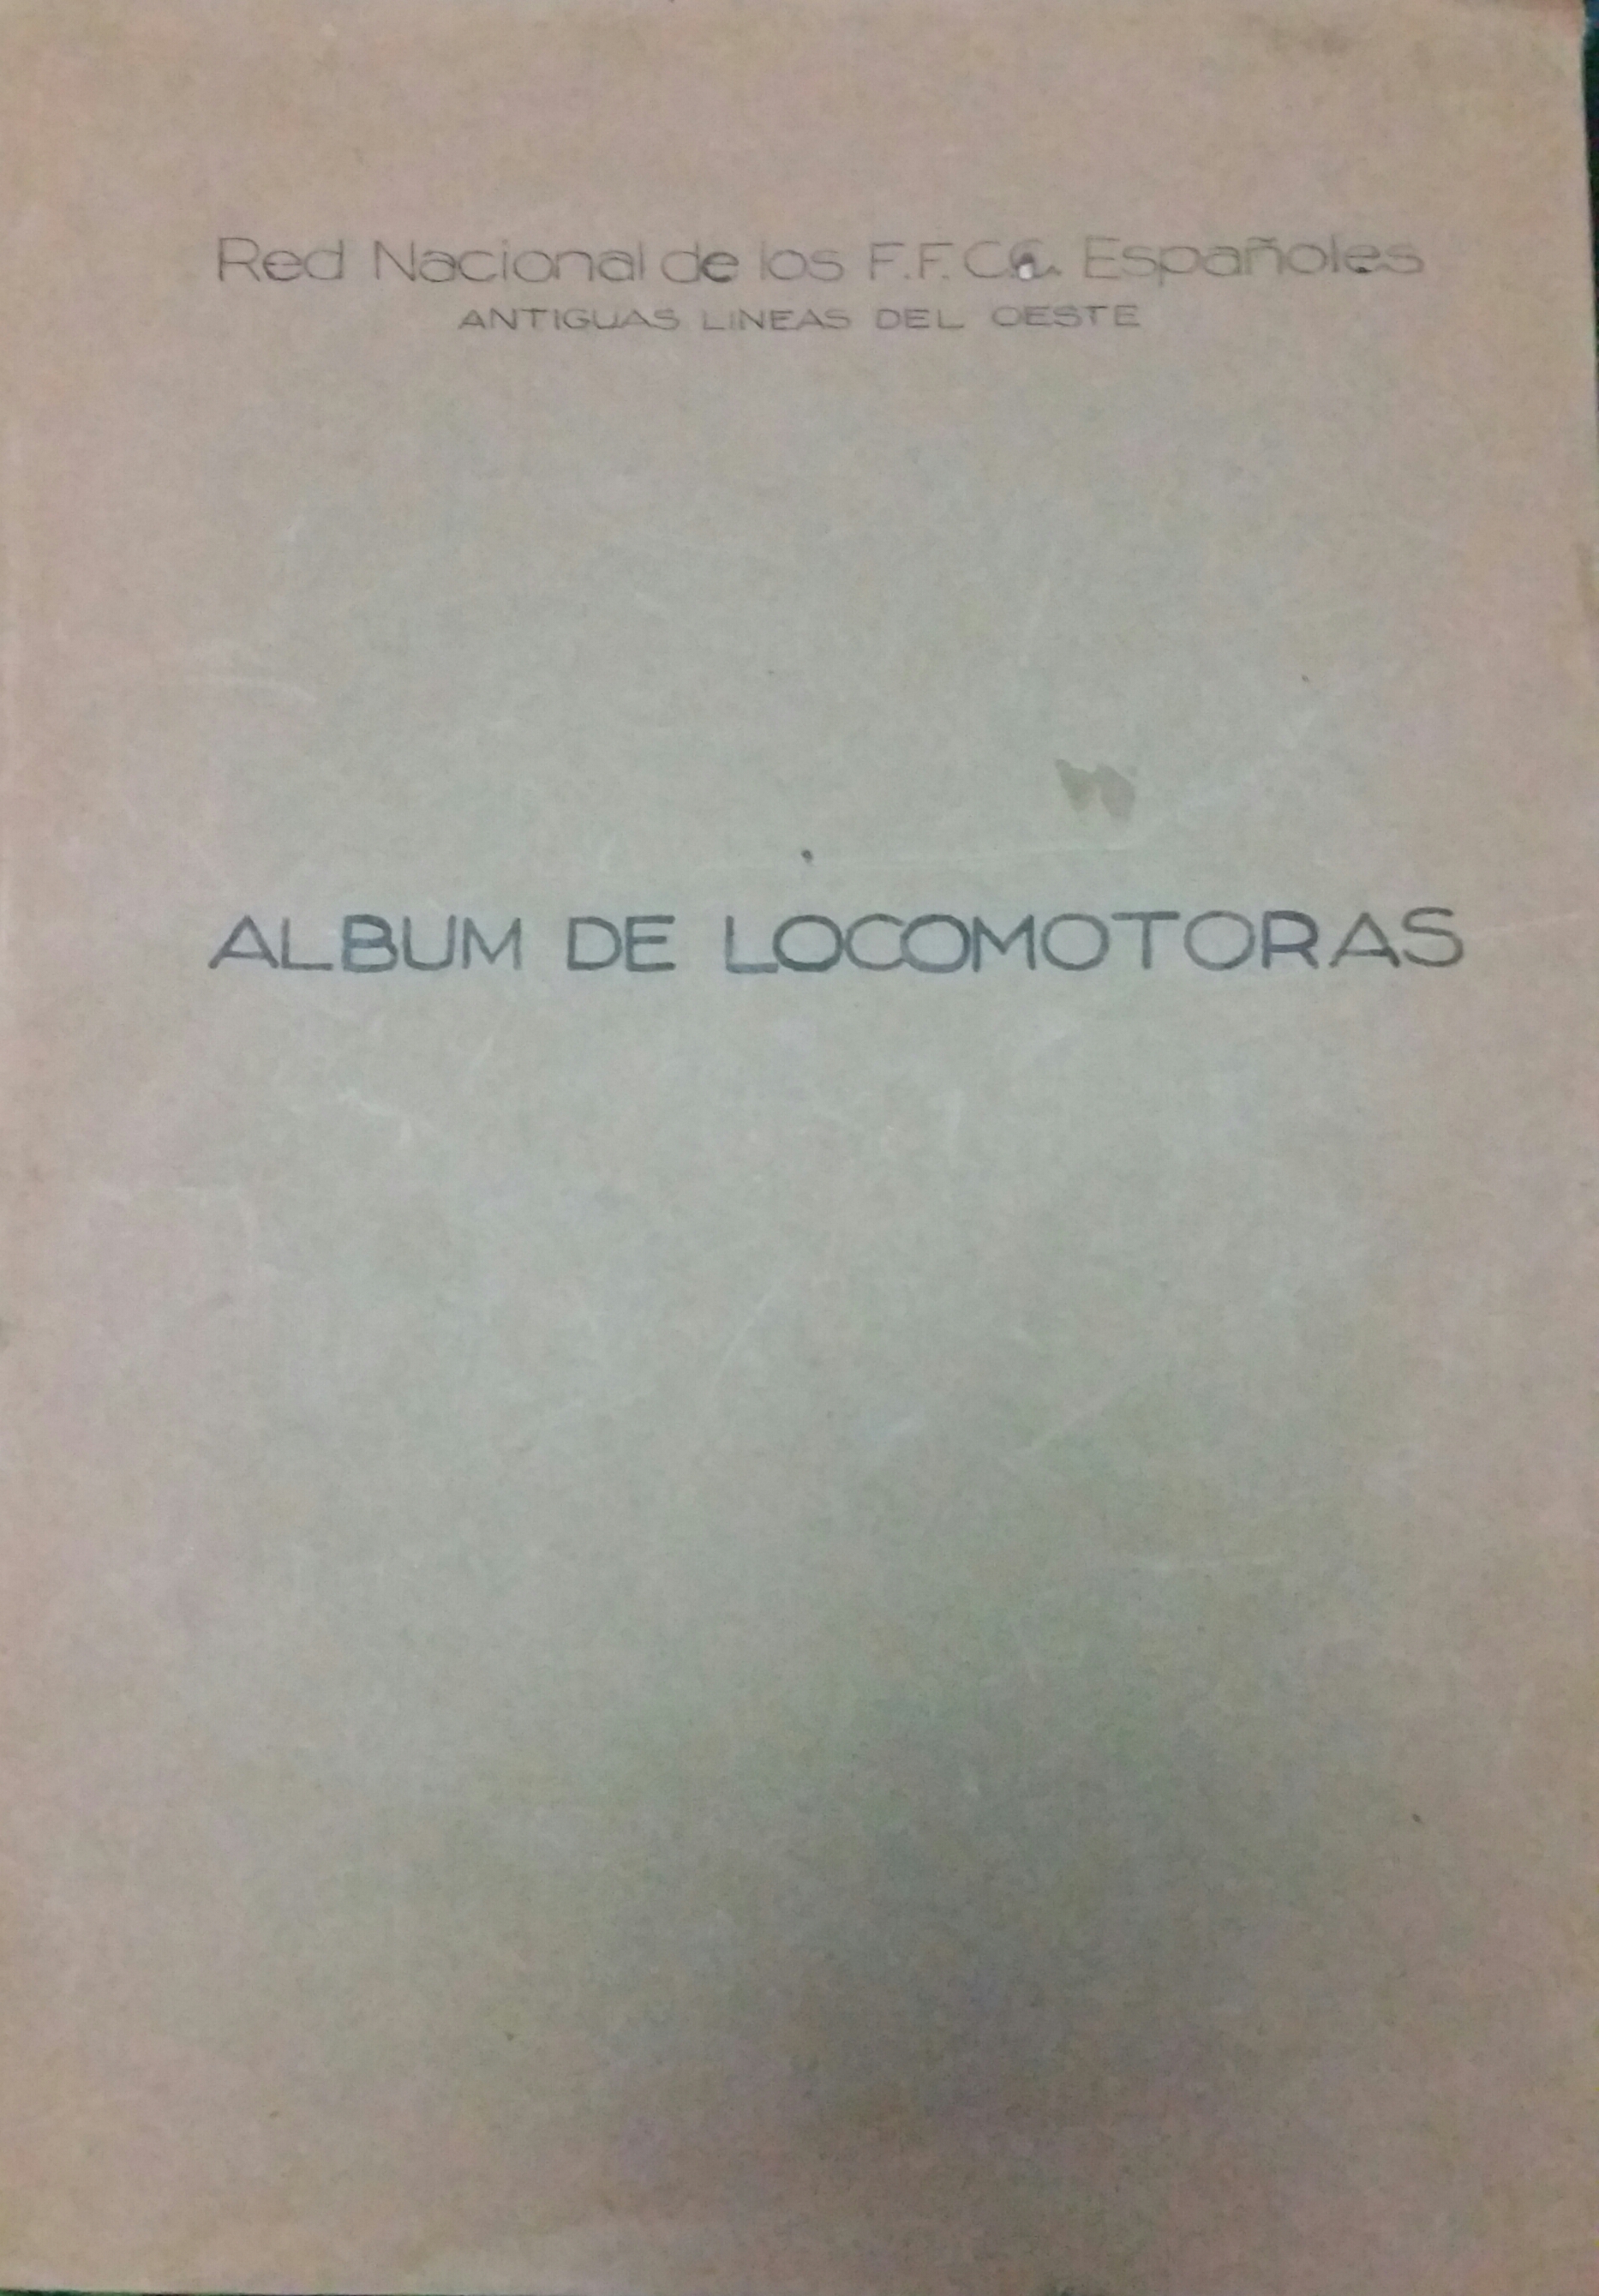 Red Nacional de los F.F. C.C. Españoles
ANTIGUAS LINEAS DEL OESTE
ALBUM DE LOCOMOTORAS